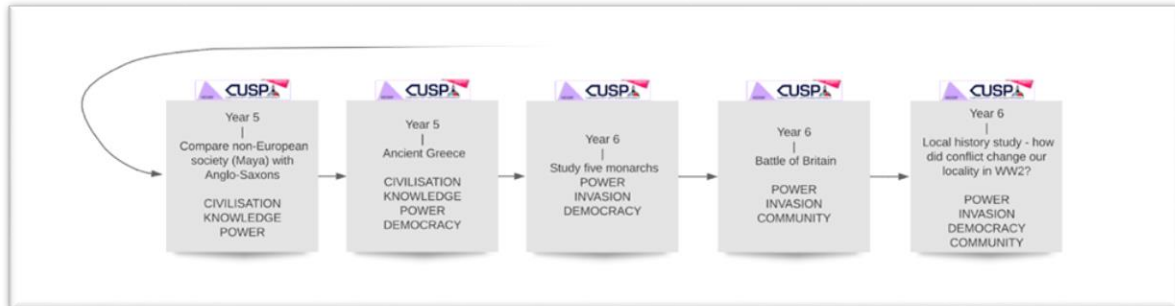 CUSP
Year 5
|
Compare non-European
society (Maya) with
Anglo-Saxons
CIVILISATION
KNOWLEDGE
POWER
CUSP
Year 5
|
Ancient Greece
CIVILISATION
KNOWLEDGE
POWER
DEMOCRACY
CUSP
Year 6
|
Study five monarchs
POWER
INVASION
DEMOCRACY
CUSP
Year 6
|
Battle of Britain
POWER
INVASION
COMMUNITY
CUSP
Year 6
|
Local history study - how
did conflict change our
locality in WW2?
POWER
INVASION
DEMOCRACY
COMMUNITY